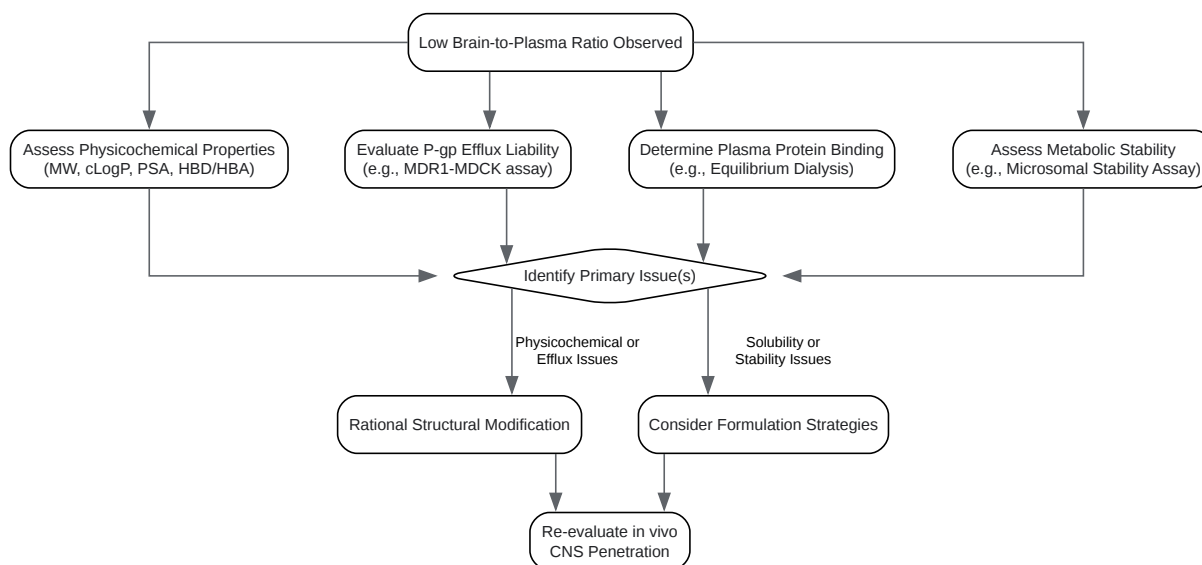 Low Brain-to-Plasma Ratio Observed
Assess Physicochemical Properties
(MW, cLogP, PSA, HBD/HBA)
Evaluate P-gp Efflux Liability
(e.g., MDR1-MDCK assay)
Determine Plasma Protein Binding
(e.g., Equilibrium Dialysis)
Assess Metabolic Stability
(e.g., Microsomal Stability Assay)
Identify Primary Issue(s)
Physicochemical or
Efflux Issues
Solubility or
Stability Issues
Rational Structural Modification
Consider Formulation Strategies
Re-evaluate in vivo
CNS Penetration